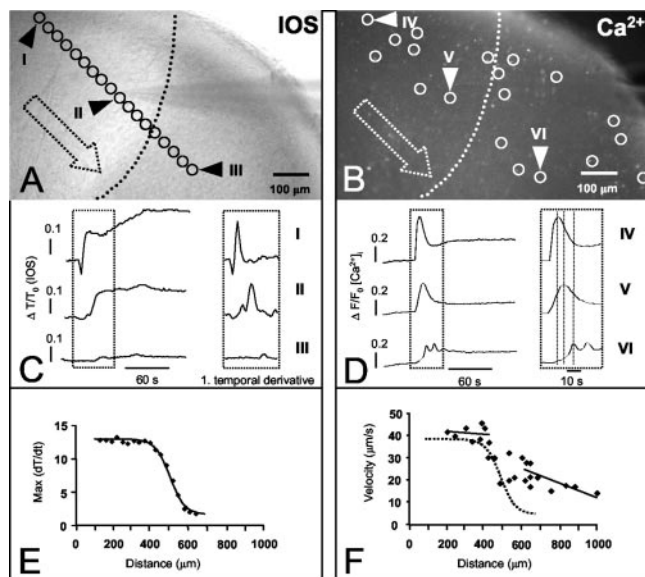 IOS
I
II
III
A
100 μm
Ca²⁺
IV
V
VI
B
100 μm
Δ T/T₀ (IOS)
0.1
0.1
0.1
I
II
III
C
60 s
1. temporal derivative
Δ F/F₀ [Ca²⁺]ᵢ
0.2
0.2
0.2
IV
V
VI
D
60 s
10 s
Max (dT/dt)
15
10
5
0
0 200 400 600 800 1000
Distance (μm)
E
Velocity (μm/s)
50
40
30
20
10
0
0 200 400 600 800 1000
Distance (μm)
F